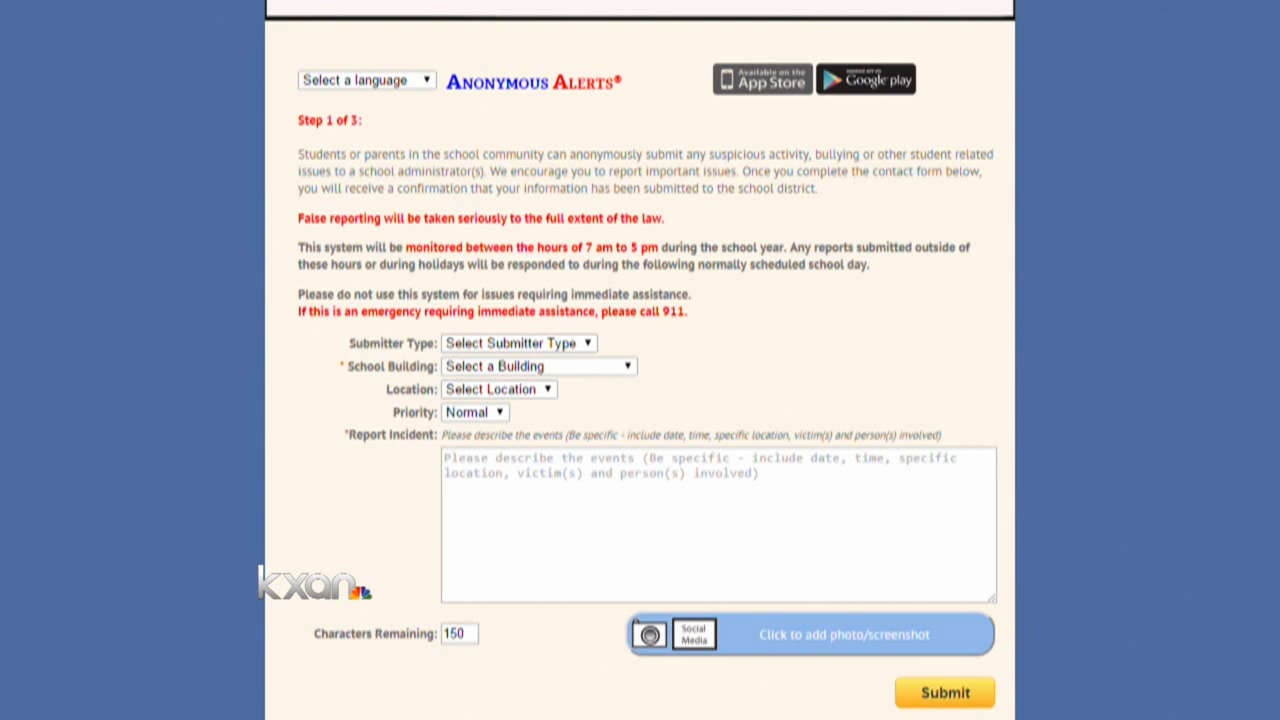 Select a language
ANONYMOUS ALERTS®
Available on the
App Store
Google play
Step 1 of 3:
Students or parents in the school community can anonymously submit any suspicious activity, bullying or other student related
issues to a school administrator(s). We encourage you to report important issues. Once you complete the contact form below,
you will receive a confirmation that your information has been submitted to the school district.
False reporting will be taken seriously to the full extent of the law.
This system will be monitored between the hours of 7 am to 5 pm during the school year. Any reports submitted outside of
these hours or during holidays will be responded to during the following normally scheduled school day.
Please do not use this system for issues requiring immediate assistance.
If this is an emergency requiring immediate assistance, please call 911.
Submitter Type: Select Submitter Type
* School Building: Select a Building
Location: Select Location
Priority: Normal
*Report Incident: Please describe the events (Be specific - include date, time, specific location, victim(s) and person(s) involved)
Please describe the events (Be specific - include date, time, specific
location, victim(s) and person(s) involved)
kxan
Characters Remaining: 150
Social
Media
Click to add photo/screenshot
Submit